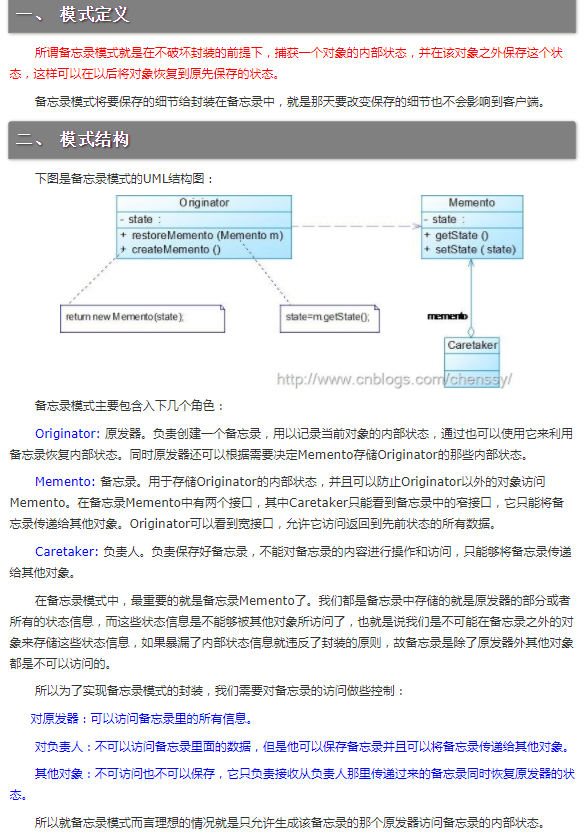 一、 模式定义
所谓备忘录模式就是在不破坏封装的前提下，捕获一个对象的内部状态，并在该对象之外保存这个状
态，这样可以在以后将对象恢复到原先保存的状态。
备忘录模式将要保存的细节给封装在备忘录中，就是那天要改变保存的细节也不会影响到客户端。
二、 模式结构
下图是备忘录模式的UML结构图：
Originator
- state :
+ restoreMemento (Memento m)
+ createMemento ()
Memento
- state :
+ getState ()
+ setState ( state)
return new Memento(state);
state=m.getState();
memento
Caretaker
http://www.cnblogs.com/chenssy/
备忘录模式主要包含入下几个角色：
Originator: 原发器。负责创建一个备忘录，用以记录当前对象的内部状态，通过也可以使用它来利用
备忘录恢复内部状态。同时原发器还可以根据需要决定Memento存储Originator的那些内部状态。
Memento: 备忘录。用于存储Originator的内部状态，并且可以防止Originator以外的对象访问
Memento。在备忘录Memento中有两个接口，其中Caretaker只能看到备忘录中的窄接口，它只能将备
忘录传递给其他对象。Originator可以看到宽接口，允许它访问返回到先前状态的所有数据。
Caretaker: 负责人。负责保存好备忘录，不能对备忘录的内容进行操作和访问，只能够将备忘录传递
给其他对象。
在备忘录模式中，最重要的就是备忘录Memento了。我们都是备忘录中存储的就是原发器的部分或者
所有的状态信息，而这些状态信息是不能够被其他对象所访问了，也就是说我们是不可能在备忘录之外的对
象来存储这些状态信息，如果暴漏了内部状态信息就违反了封装的原则，故备忘录是除了原发器外其他对象
都是不可以访问的。
所以为了实现备忘录模式的封装，我们需要对备忘录的访问做些控制：
对原发器：可以访问备忘录里的所有信息。
对负责人：不可以访问备忘录里面的数据，但是他可以保存备忘录并且可以将备忘录传递给其他对象。
其他对象：不可访问也不可以保存，它只负责接收从负责人那里传递过来的备忘录同时恢复原发器的状
态。
所以就备忘录模式而言理想的情况就是只允许生成该备忘录的那个原发器访问备忘录的内部状态。